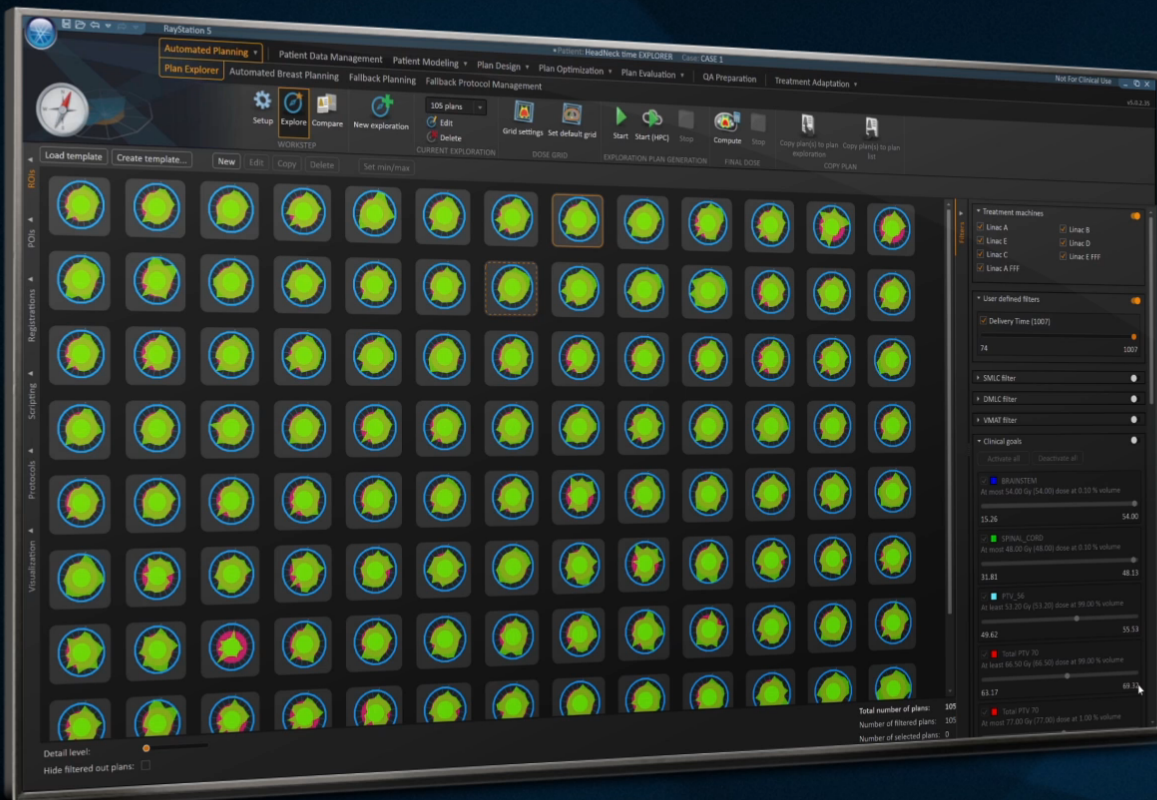 RayStation 5
Patient: HeadNeck time EXPLORER Case: CASE 1
Not For Clinical Use
Automated Planning
Patient Data Management
Patient Modeling
Plan Design
Plan Optimization
Plan Evaluation
QA Preparation
Treatment Adaptation
Plan Explorer
Automated Breast Planning
Fallback Planning
Fallback Protocol Management
Setup
Explore
Compare
WORKSTEP
New exploration
105 plans
Edit
Delete
CURRENT EXPLORATION
Grid settings
Set default grid
DOSE GRID
Start
Start (HPC)
Stop
EXPLORATION PLAN GENERATION
Compute
Stop
FINAL DOSE
Copy plan(s) to plan exploration
Copy plan(s) to plan list
COPY PLAN
Load template
Create template...
New
Edit
Copy
Delete
Set min/max
ROIs
POIs
Registrations
Scripting
Protocols
Visualization
Filters
Treatment machines
Linac A
Linac B
Linac E
Linac D
Linac C
Linac E FFF
Linac A FFF
User defined filters
Delivery Time (1007)
74
1007
SMLC filter
DMLC filter
VMAT filter
Clinical goals
Activate all
Deactivate all
BRAINSTEM
At most 54.00 Gy (54.00) dose at 0.10 % volume
15.26
54.00
SPINAL_CORD
At most 48.00 Gy (48.00) dose at 0.10 % volume
31.81
48.13
PTV_56
At least 53.20 Gy (53.20) dose at 99.00 % volume
49.62
55.53
Total PTV 70
At least 66.50 Gy (66.50) dose at 99.00 % volume
63.17
Total PTV 70
At most 77.00 Gy (77.00) dose at 1.00 % volume
Total number of plans: 105
Number of filtered plans: 105
Number of selected plans: 0
Detail level:
Hide filtered out plans: